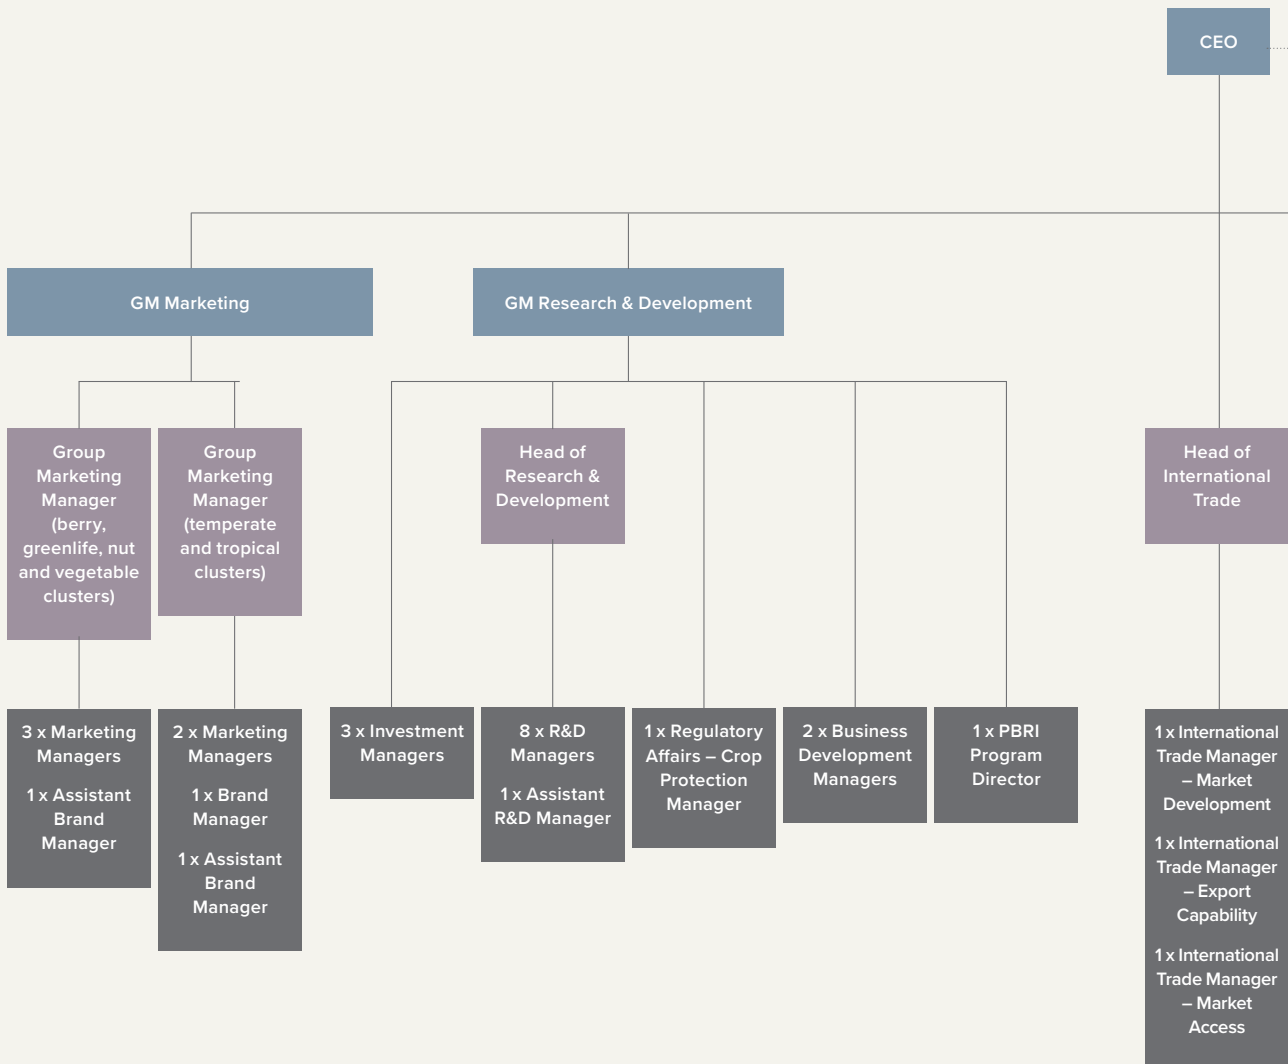 CEO
GM Marketing
GM Research & Development
Group
Marketing
Manager
(berry,
greenlife, nut
and vegetable
clusters)
Group
Marketing
Manager
(temperate
and tropical
clusters)
Head of
Research &
Development
Head of
International
Trade
3 x Marketing
Managers
1 x Assistant
Brand
Manager
2 x Marketing
Managers
1 x Brand
Manager
1 x Assistant
Brand
Manager
3 x Investment
Managers
8 x R&D
Managers
1 x Assistant
R&D Manager
1 x Regulatory
Affairs – Crop
Protection
Manager
2 x Business
Development
Managers
1 x PBRI
Program
Director
1 x International
Trade Manager
– Market
Development
1 x International
Trade Manager
– Export
Capability
1 x International
Trade Manager
– Market
Access